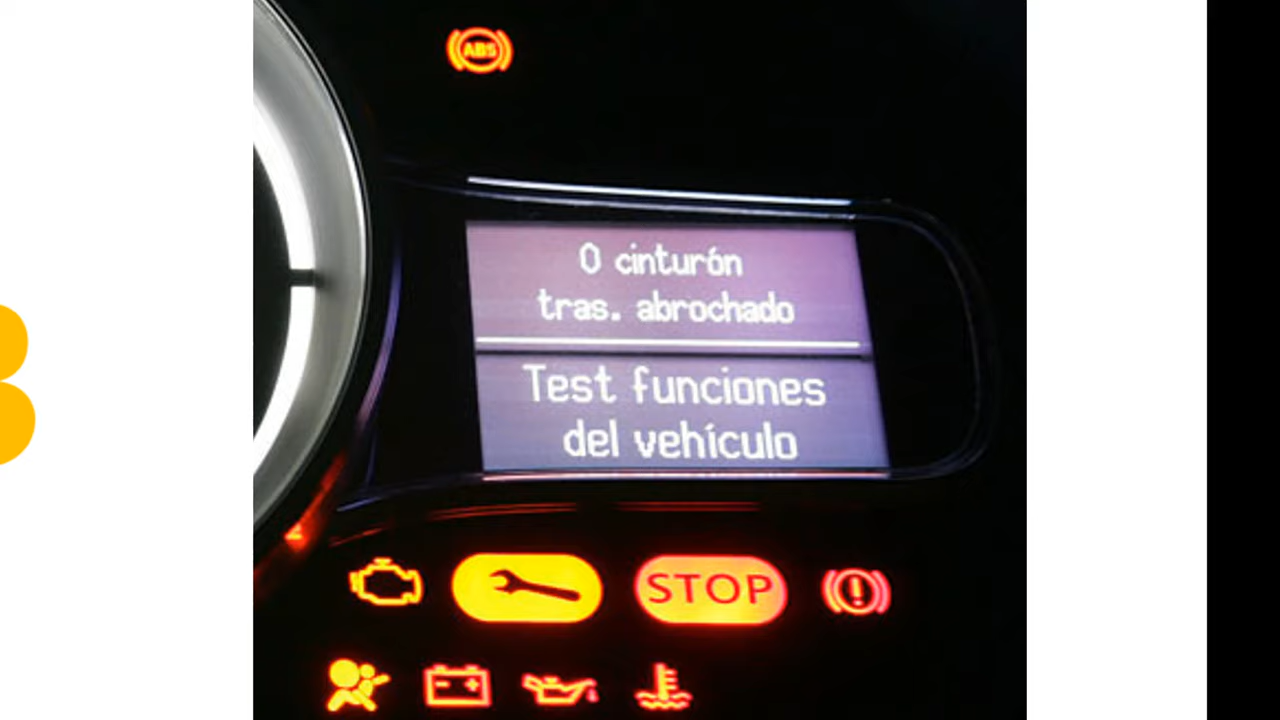 ABS
0 cinturón
tras. abrochado
Test funciones
del vehículo
STOP